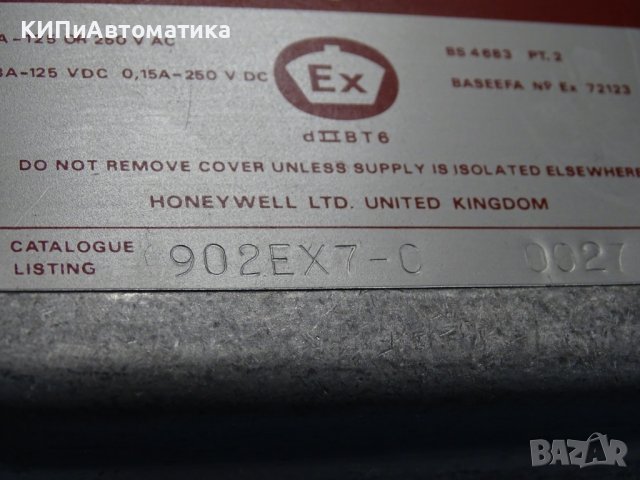 КИПиАвтоматика
A-125 OR 250 V AC
BS 4683 PT. 2
A-125 VDC 0,15A-250 V DC
Ex
BASEEFA Nº Ex 72123
dIIBT6
DO NOT REMOVE COVER UNLESS SUPPLY IS ISOLATED ELSEWHERE
HONEYWELL LTD. UNITED KINGDOM
CATALOGUE LISTING
902EX7-C 0027
BAZAR